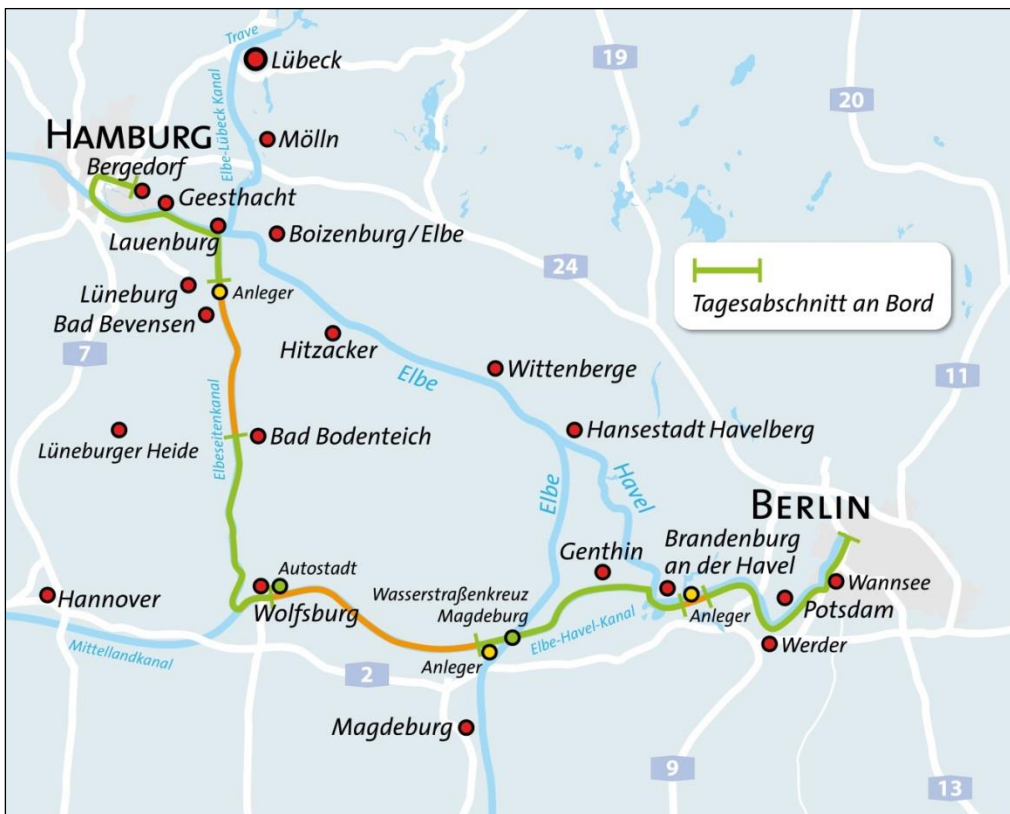 Trave
Lübeck
19
20
Elbe-Lübeck Kanal
HAMBURG
Mölln
Bergedorf
Geesthacht
Lauenburg
Boizenburg/Elbe
24
Lüneburg
Anleger
Tagesabschnitt an Bord
Bad Bevensen
7
Hitzacker
Elbe
Wittenberge
11
Elbeseitenkanal
Bad Bodenteich
Hansestadt Havelberg
Lüneburger Heide
Elbe
Havel
BERLIN
Genthin
Brandenburg
an der Havel
Autostadt
Wannsee
Hannover
Wolfsburg
Wasserstraßenkreuz
Magdeburg
Potsdam
Anleger
Elbe-Havel-Kanal
Werder
Mittellandkanal
Anleger
2
Magdeburg
9
13